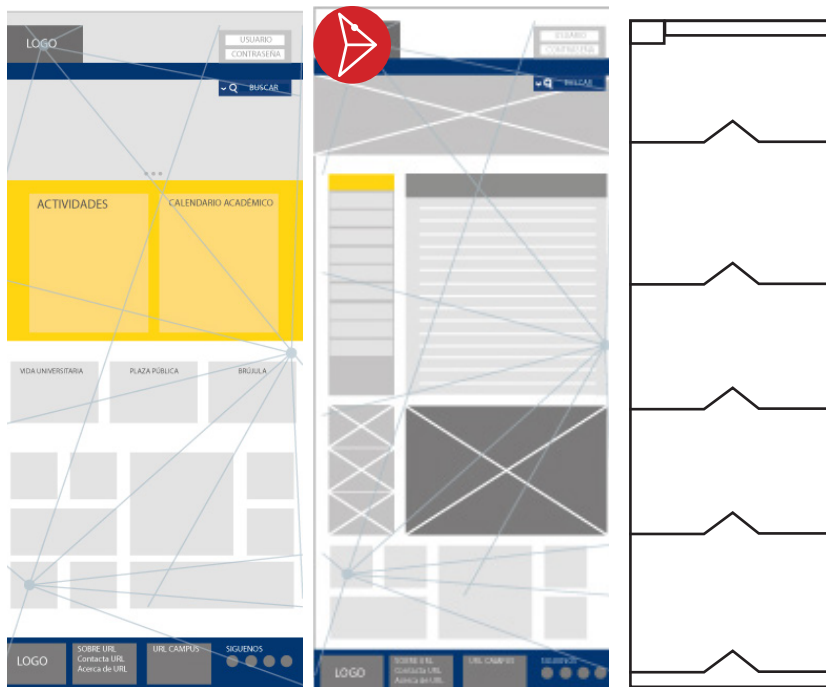 LOGO
USUARIO
CONTRASEÑA
BUSCAR
ACTIVIDADES
CALENDARIO ACADÉMICO
VIDA UNIVERSITARIA
PLAZA PÚBLICA
BRÚJULA
LOGO
SOBRE URL
Contacta URL
Acerca de URL
URL CAMPUS
SIGUENOS
USUARIO
CONTRASEÑA
BUSCAR
LOGO
SOBRE URL
Contacta URL
Acerca de URL
URL CAMPUS
SIGUENOS